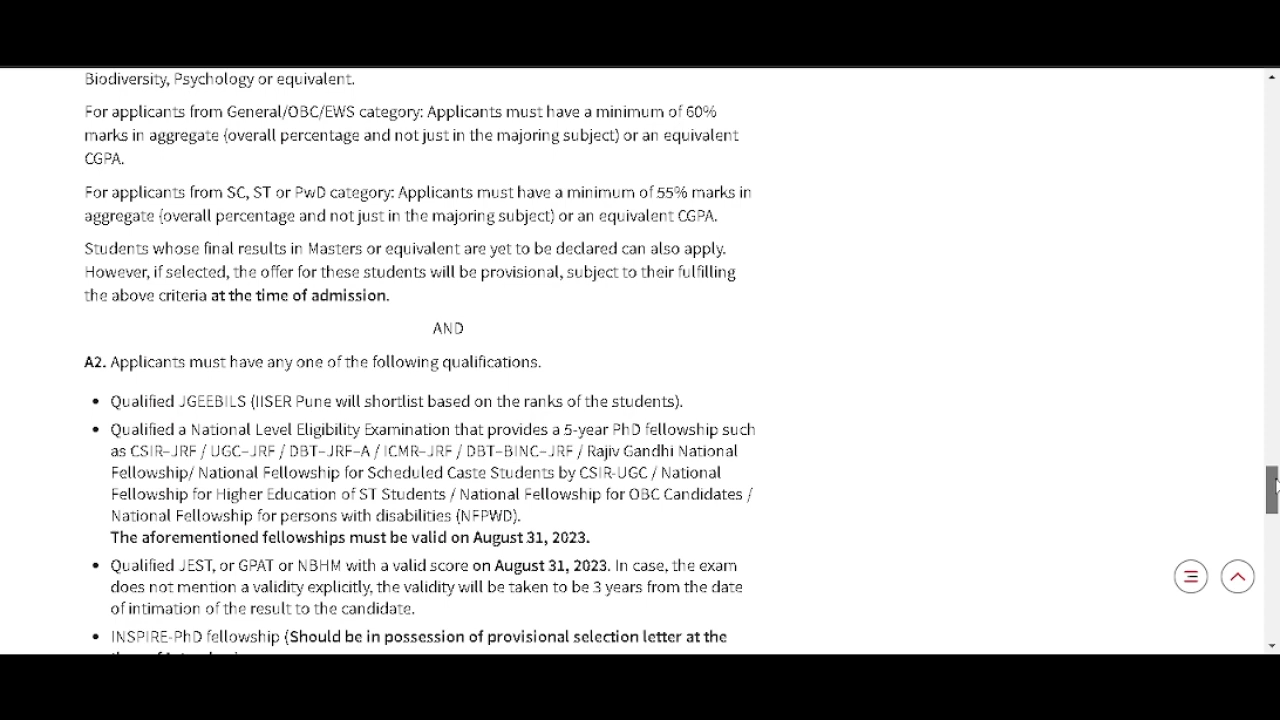 Biodiversity, Psychology or equivalent.
For applicants from General/OBC/EWS category: Applicants must have a minimum of 60%
marks in aggregate (overall percentage and not just in the majoring subject) or an equivalent
CGPA.
For applicants from SC, ST or PwD category: Applicants must have a minimum of 55% marks in
aggregate (overall percentage and not just in the majoring subject) or an equivalent CGPA.
Students whose final results in Masters or equivalent are yet to be declared can also apply.
However, if selected, the offer for these students will be provisional, subject to their fulfilling
the above criteria at the time of admission.
AND
A2. Applicants must have any one of the following qualifications.
• Qualified JGEEBILS (IISER Pune will shortlist based on the ranks of the students).
• Qualified a National Level Eligibility Examination that provides a 5-year PhD fellowship such
as CSIR–JRF / UGC–JRF / DBT–JRF–A / ICMR–JRF / DBT–BINC–JRF / Rajiv Gandhi National
Fellowship/ National Fellowship for Scheduled Caste Students by CSIR-UGC / National
Fellowship for Higher Education of ST Students / National Fellowship for OBC Candidates /
National Fellowship for persons with disabilities (NFPWD).
The aforementioned fellowships must be valid on August 31, 2023.
• Qualified JEST, or GPAT or NBHM with a valid score on August 31, 2023. In case, the exam
does not mention a validity explicitly, the validity will be taken to be 3 years from the date
of intimation of the result to the candidate.
• INSPIRE-PhD fellowship (Should be in possession of provisional selection letter at the